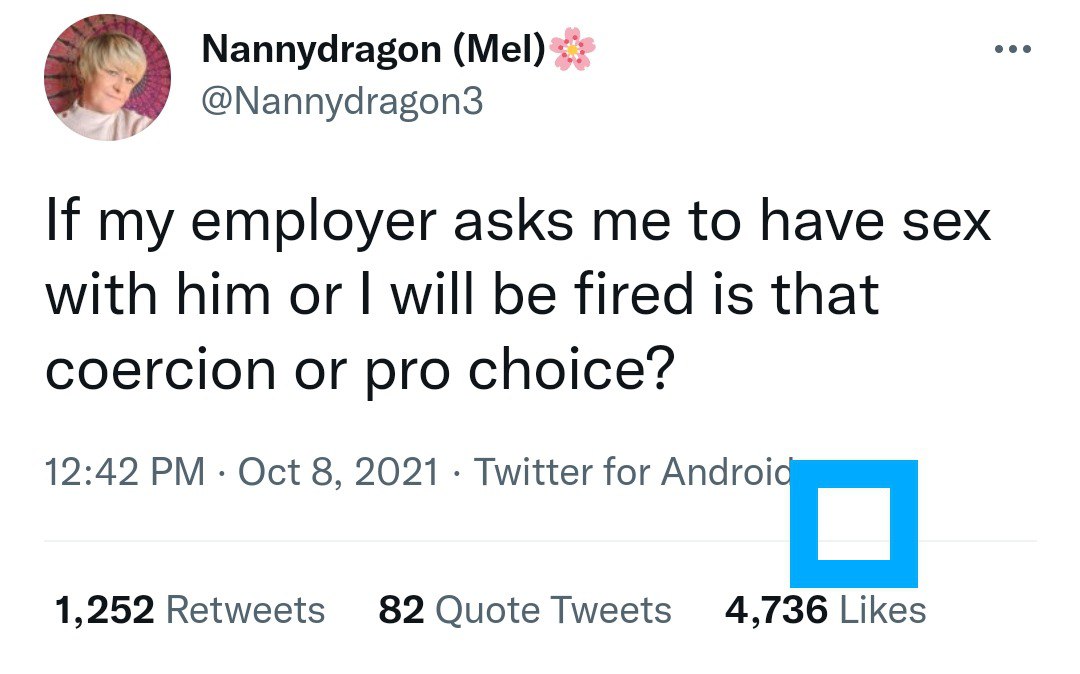 Nannydragon (Mel)🌸
@Nannydragon3
If my employer asks me to have sex
with him or I will be fired is that
coercion or pro choice?
12:42 PM · Oct 8, 2021 · Twitter for Android
1,252 Retweets 82 Quote Tweets 4,736 Likes